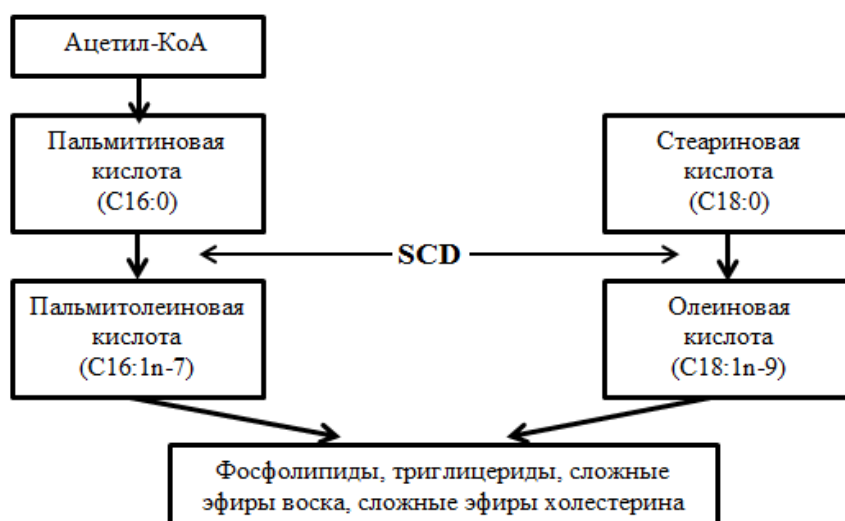 Ацетил-КоА
Пальмитиновая
кислота
(C16:0)
Стеариновая
кислота
(C18:0)
SCD
Пальмитолеиновая
кислота
(C16:1n-7)
Олеиновая
кислота
(C18:1n-9)
Фосфолипиды, триглицериды, сложные
эфиры воска, сложные эфиры холестерина